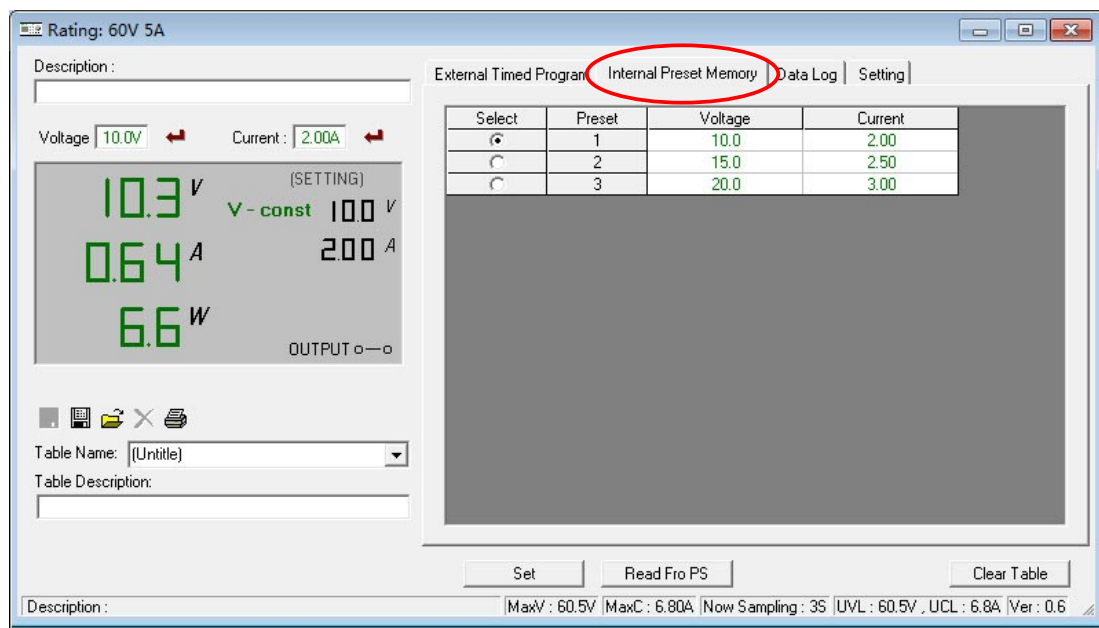 Rating: 60V 5A
Description :
Voltage 10.0V Current : 2.00A
10.3 V (SETTING)
V - const 10.0 V
0.64 A 2.00 A
6.6 W
OUTPUT
Table Name: (Untitle)
Table Description:
External Timed Program Internal Preset Memory Data Log Setting
Select Preset Voltage Current
1 10.0 2.00
2 15.0 2.50
3 20.0 3.00
Set Read Fro PS Clear Table
Description : MaxV : 60.5V MaxC : 6.80A Now Sampling : 3S UVL : 60.5V , UCL : 6.8A Ver : 0.6